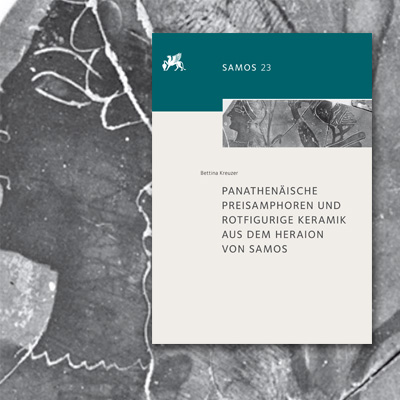 SAMOS 23
Bettina Kreuzer
PANATHENÄISCHE
PREISAMPHOREN UND
ROTFIGURIGE KERAMIK
AUS DEM HERAION
VON SAMOS